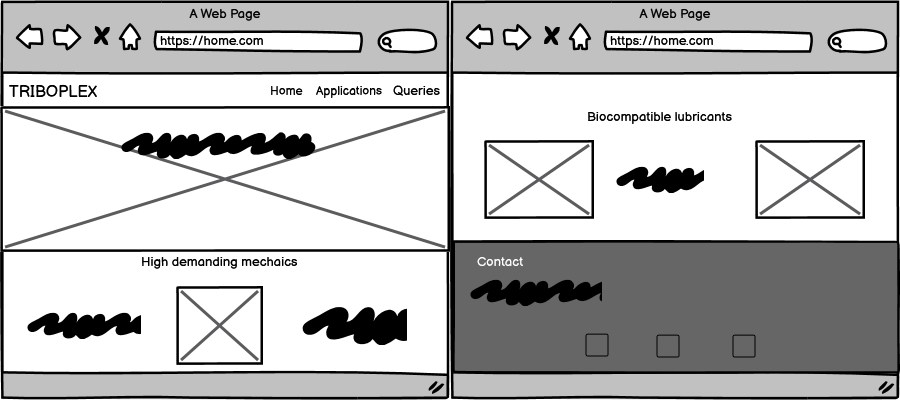 A Web Page
https://home.com
TRIBOPLEX
Home Applications Queries
High demanding mechaics
A Web Page
https://home.com
Biocompatible lubricants
Contact